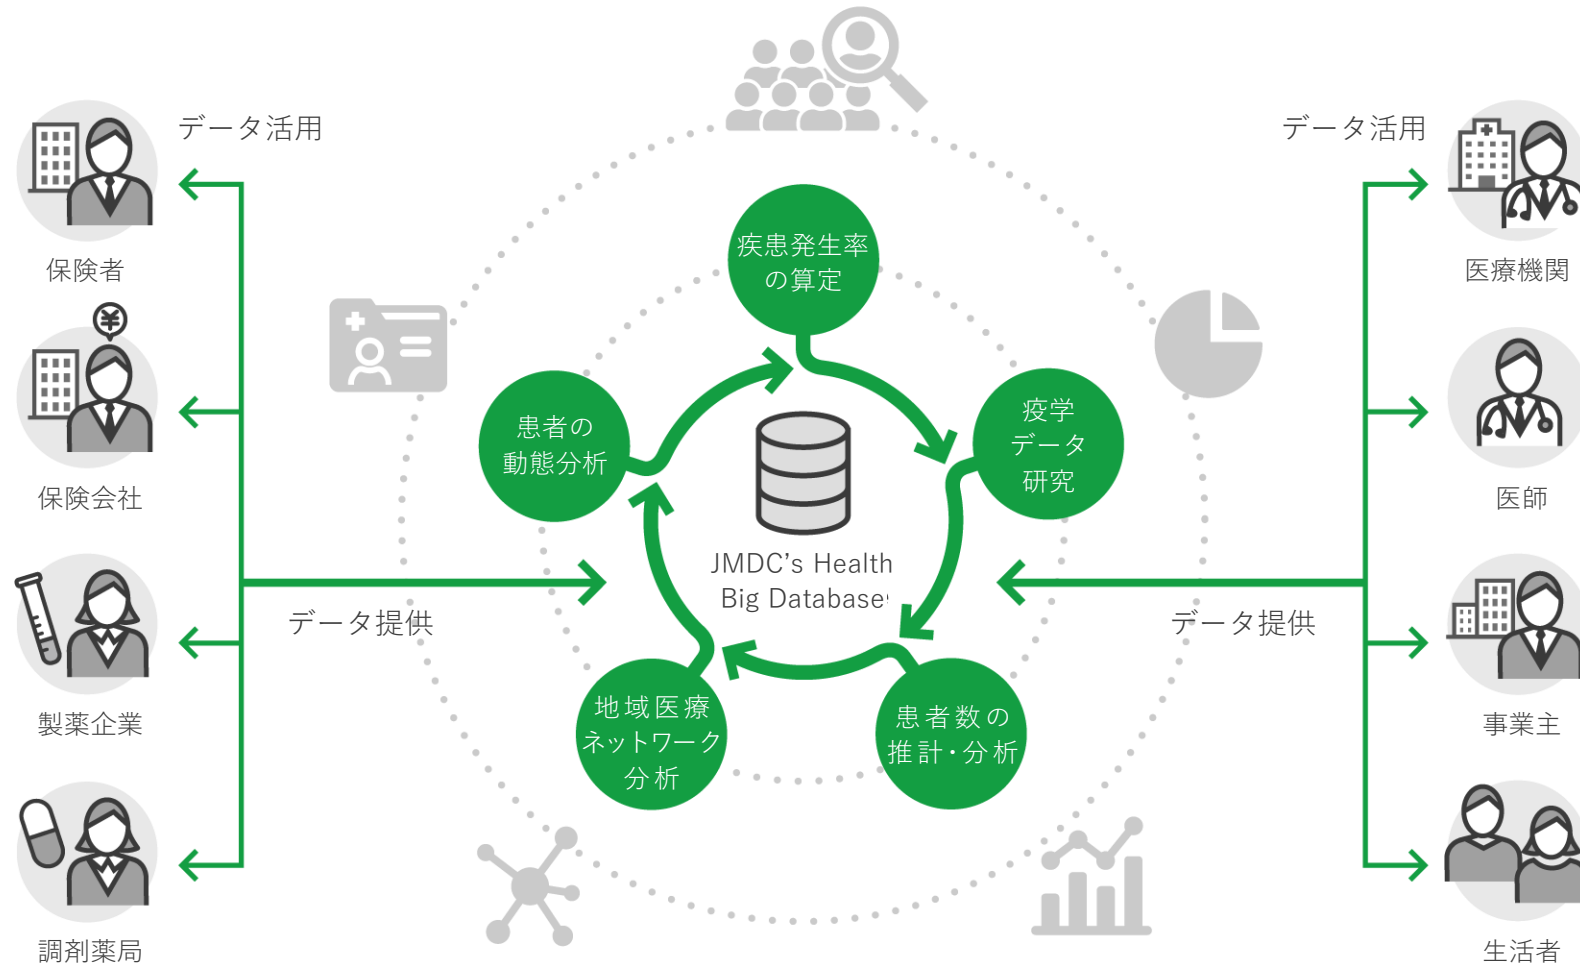 データ活用
データ活用
保険者
医療機関
疾患発生率
の算定
¥
患者の
動態分析
疫学
データ
研究
保険会社
医師
JMDC's Health
Big Database
データ提供
データ提供
製薬企業
事業主
地域医療
ネットワーク
分析
患者数の
推計・分析
調剤薬局
生活者